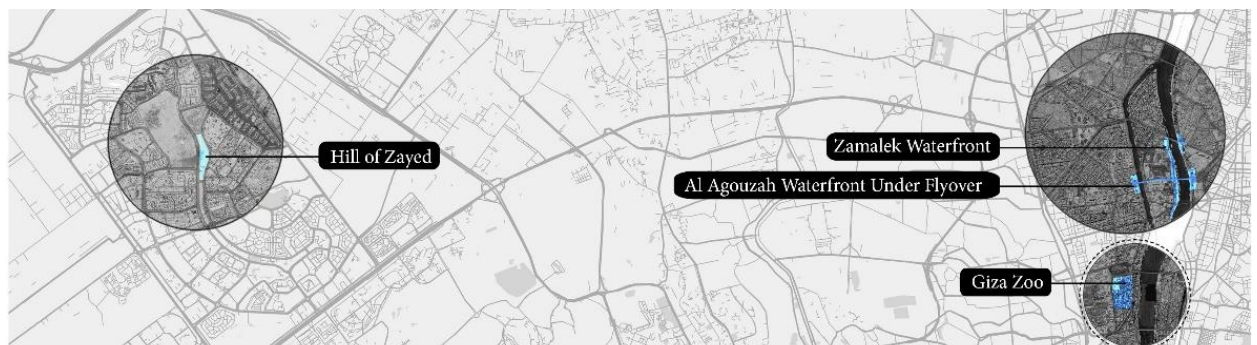 Zamalek Waterfront
Hill of Zayed
Al Agouzah Waterfront Under Flyover
Giza Zoo